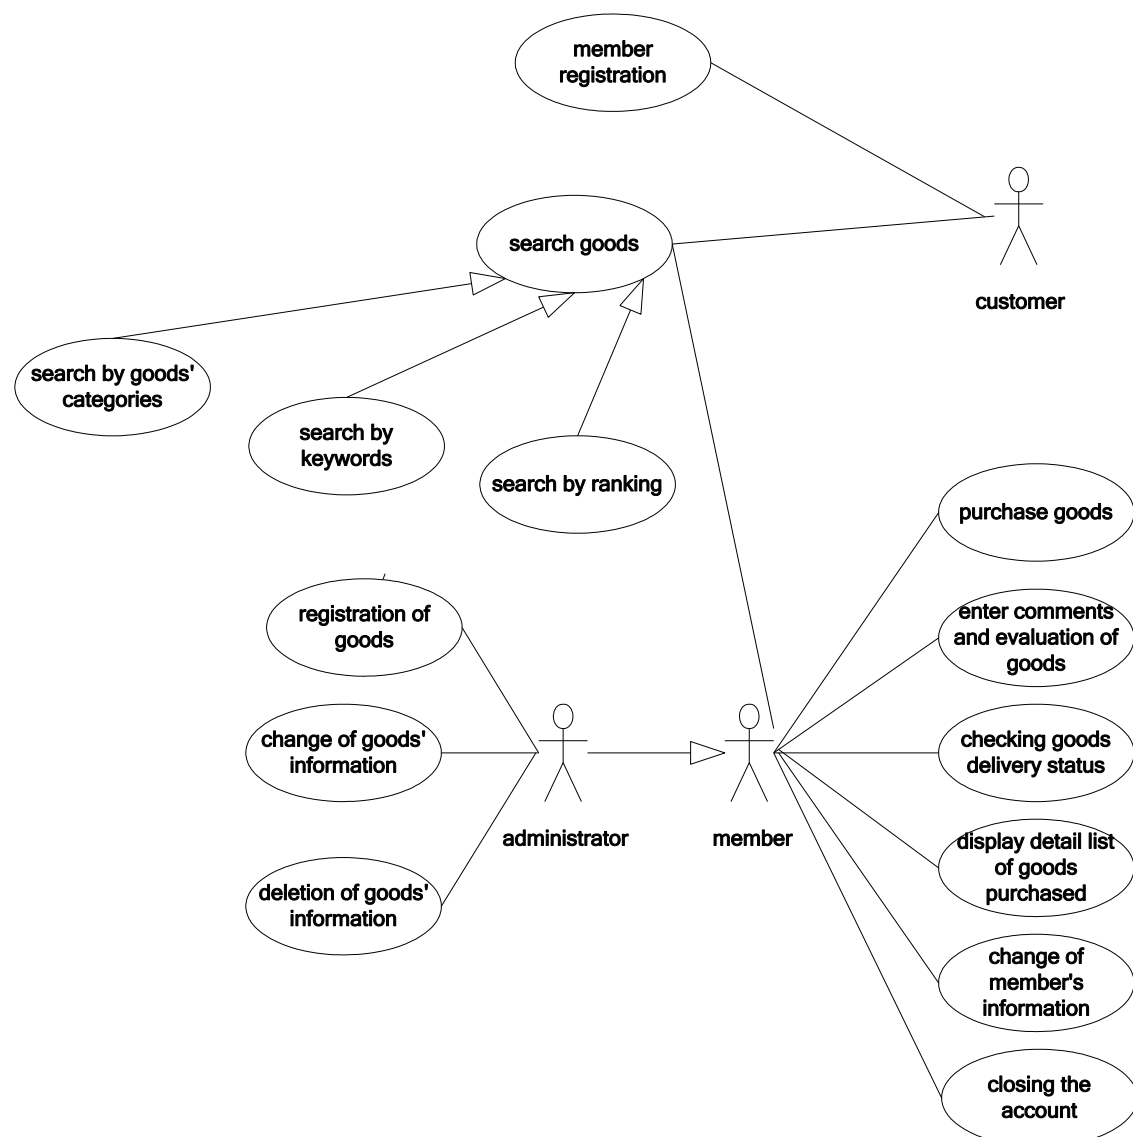 member
registration
search goods
customer
search by goods'
categories
search by
keywords
search by ranking
purchase goods
enter comments
and evaluation of
goods
registration of
goods
change of goods'
information
checking goods
delivery status
administrator
member
display detail list
of goods
purchased
deletion of goods'
information
change of
member's
information
closing the
account